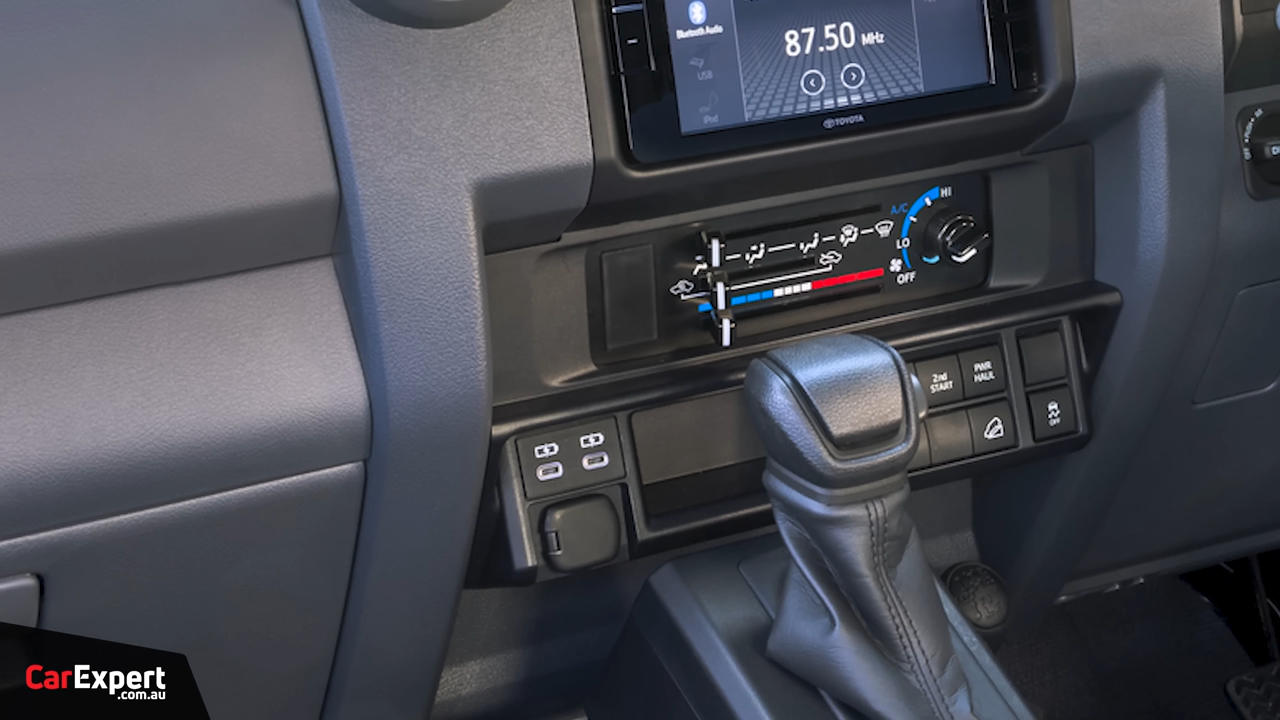 Bluetooth Audio
87.50 MHz
USB
iPod
TOYOTA
A/C
HI
LO
OFF
2nd
START
PWR
HAUL
OFF
CarExpert
.com.au